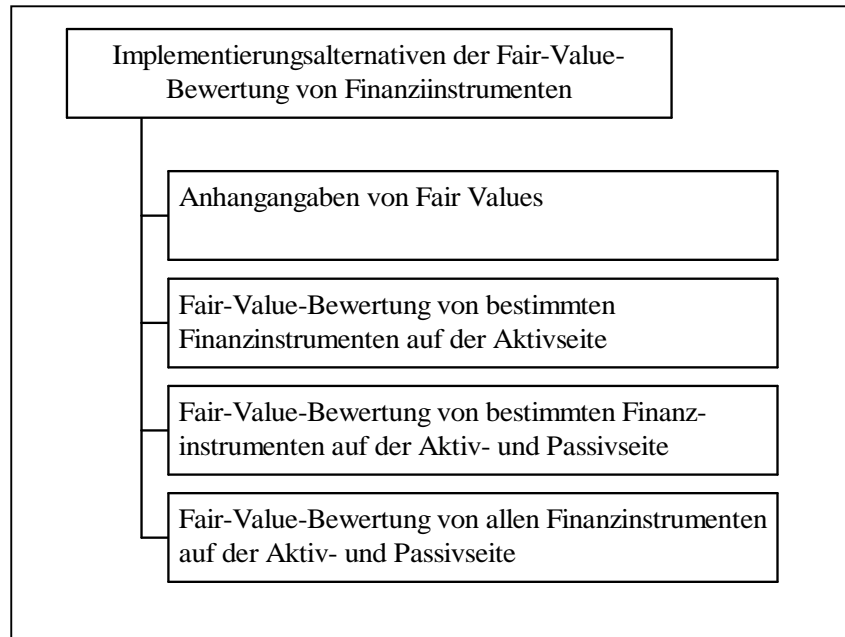 Implementierungsalternativen der Fair-Value-
Bewertung von Finanziinstrumenten
Anhangangaben von Fair Values
Fair-Value-Bewertung von bestimmten
Finanzinstrumenten auf der Aktivseite
Fair-Value-Bewertung von bestimmten Finanz-
instrumenten auf der Aktiv- und Passivseite
Fair-Value-Bewertung von allen Finanzinstrumenten
auf der Aktiv- und Passivseite